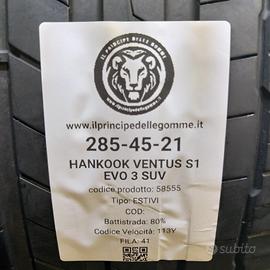 IL PRINCIPE DELLE GOMME
www.ilprincipedellegomme.it
285-45-21
HANKOOK VENTUS S1
EVO 3 SUV
codice prodotto: 58555
Tipo: ESTIVI
COD:
Battistrada: 80%
Codice Velocità: 113Y
FILA: 41
subito